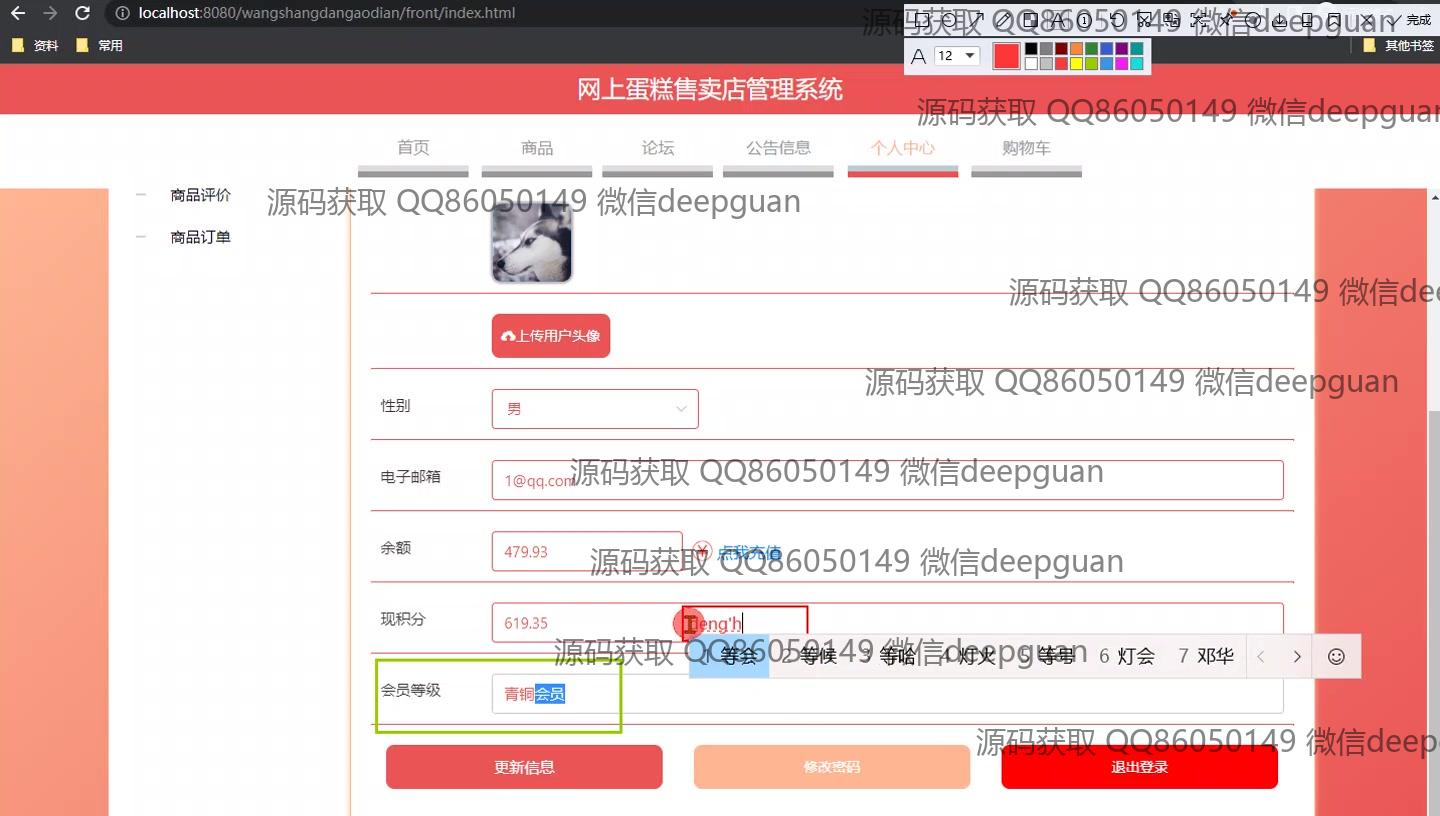 localhost:8080/wangshangdangaodian/front/index.html
完成
资料
常用
其他书签
A
12
源码获取 QQ86050149 微信deepguan
网上蛋糕售卖店管理系统
源码获取 QQ86050149 微信deepguan
首页
商品
论坛
公告信息
个人中心
购物车
商品评价
源码获取 QQ86050149 微信deepguan
商品订单
源码获取 QQ86050149 微信dee
上传用户头像
源码获取 QQ86050149 微信deepguan
性别
男
电子邮箱
1@qq.com
源码获取 QQ86050149 微信deepguan
余额
479.93
点我充值
源码获取 QQ86050149 微信deepguan
现积分
619.35
deng'h
源码获取 QQ86050149 微信deepguan
1 等会 2 等候 3 等哈 4 灯火 5 等号 6 灯会 7 邓华
会员等级
青铜会员
源码获取 QQ86050149 微信deep
更新信息
修改密码
退出登录